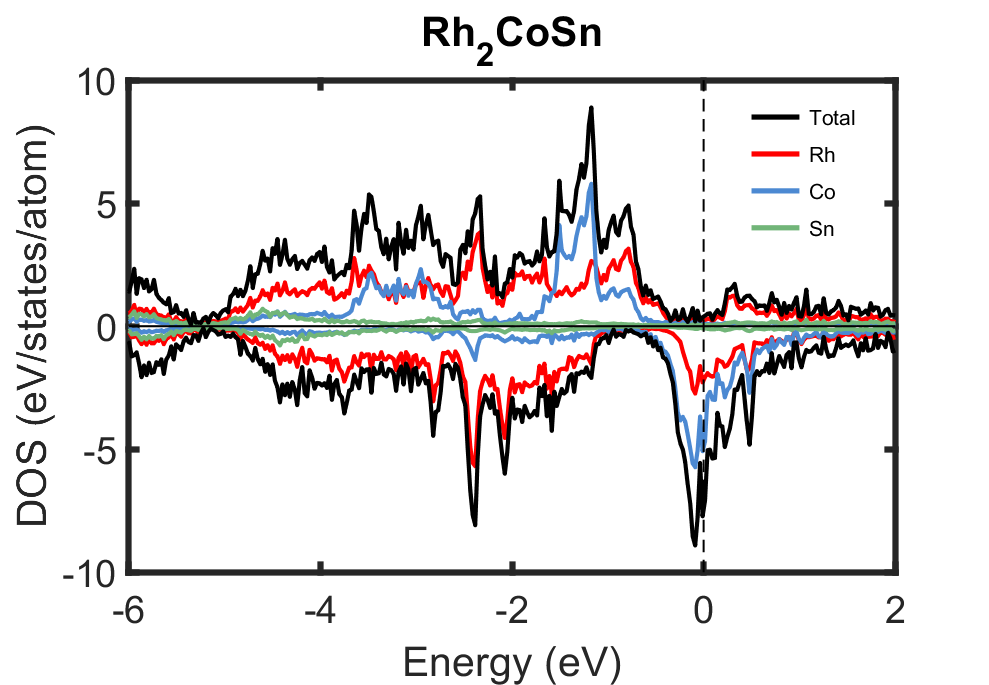 Rh₂CoSn
DOS (eV/states/atom)
10
5
0
-5
-10
Total
Rh
Co
Sn
-6 -4 -2 0 2
Energy (eV)